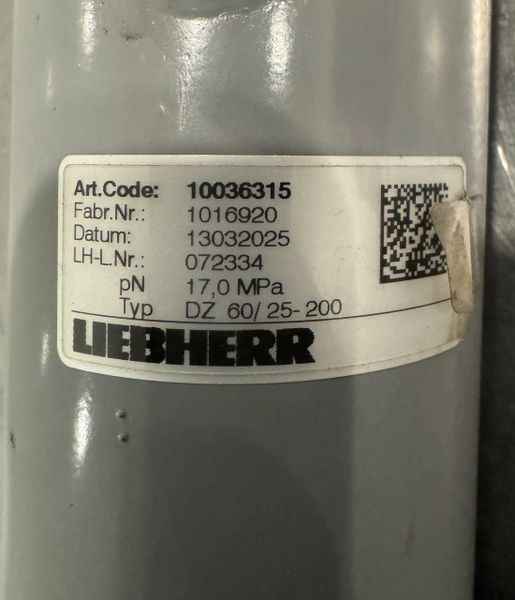 Art.Code: 10036315
Fabr.Nr.: 1016920
Datum: 13032025
LH-L.Nr.: 072334
pN 17,0 MPa
Typ DZ 60/25-200
LIEBHERR